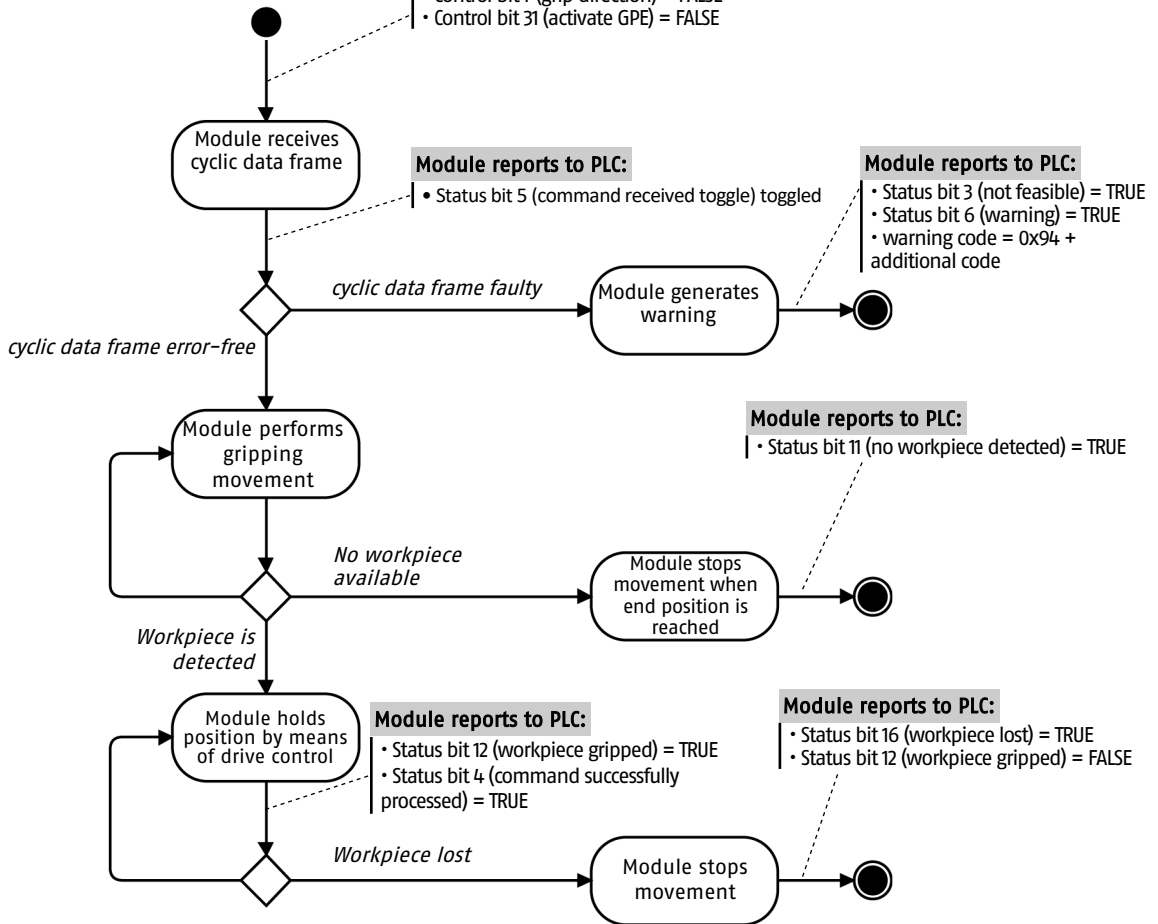 • Control bit 31 (activate GPE) = FALSE
Module receives
cyclic data frame
Module reports to PLC:
• Status bit 5 (command received toggle) toggled
Module reports to PLC:
• Status bit 3 (not feasible) = TRUE
• Status bit 6 (warning) = TRUE
• warning code = 0x94 +
additional code
cyclic data frame faulty
Module generates
warning
cyclic data frame error-free
Module performs
gripping
movement
Module reports to PLC:
• Status bit 11 (no workpiece detected) = TRUE
No workpiece
available
Module stops
movement when
end position is
reached
Workpiece is
detected
Module holds
position by means
of drive control
Module reports to PLC:
• Status bit 12 (workpiece gripped) = TRUE
• Status bit 4 (command successfully
processed) = TRUE
Module reports to PLC:
• Status bit 16 (workpiece lost) = TRUE
• Status bit 12 (workpiece gripped) = FALSE
Workpiece lost
Module stops
movement